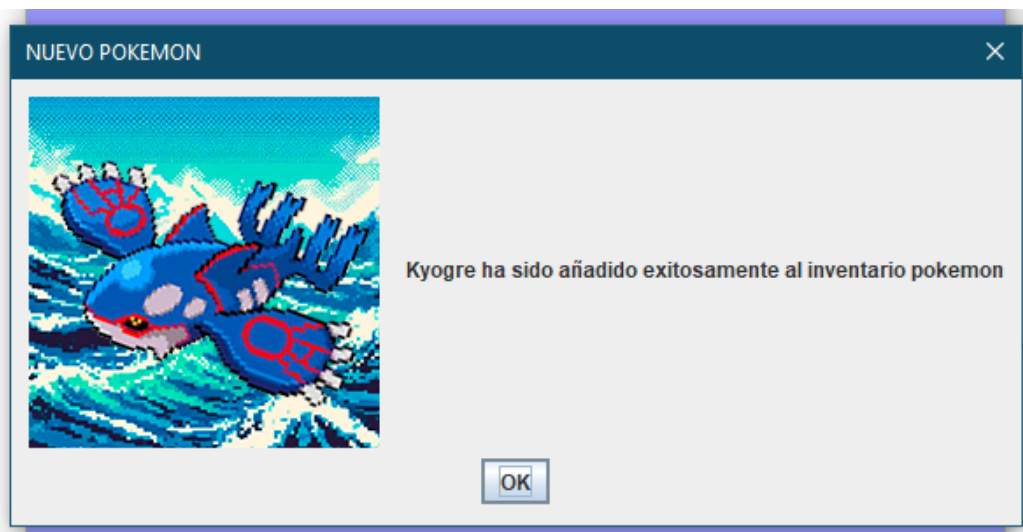 NUEVO POKEMON
Kyogre ha sido añadido exitosamente al inventario pokemon
OK